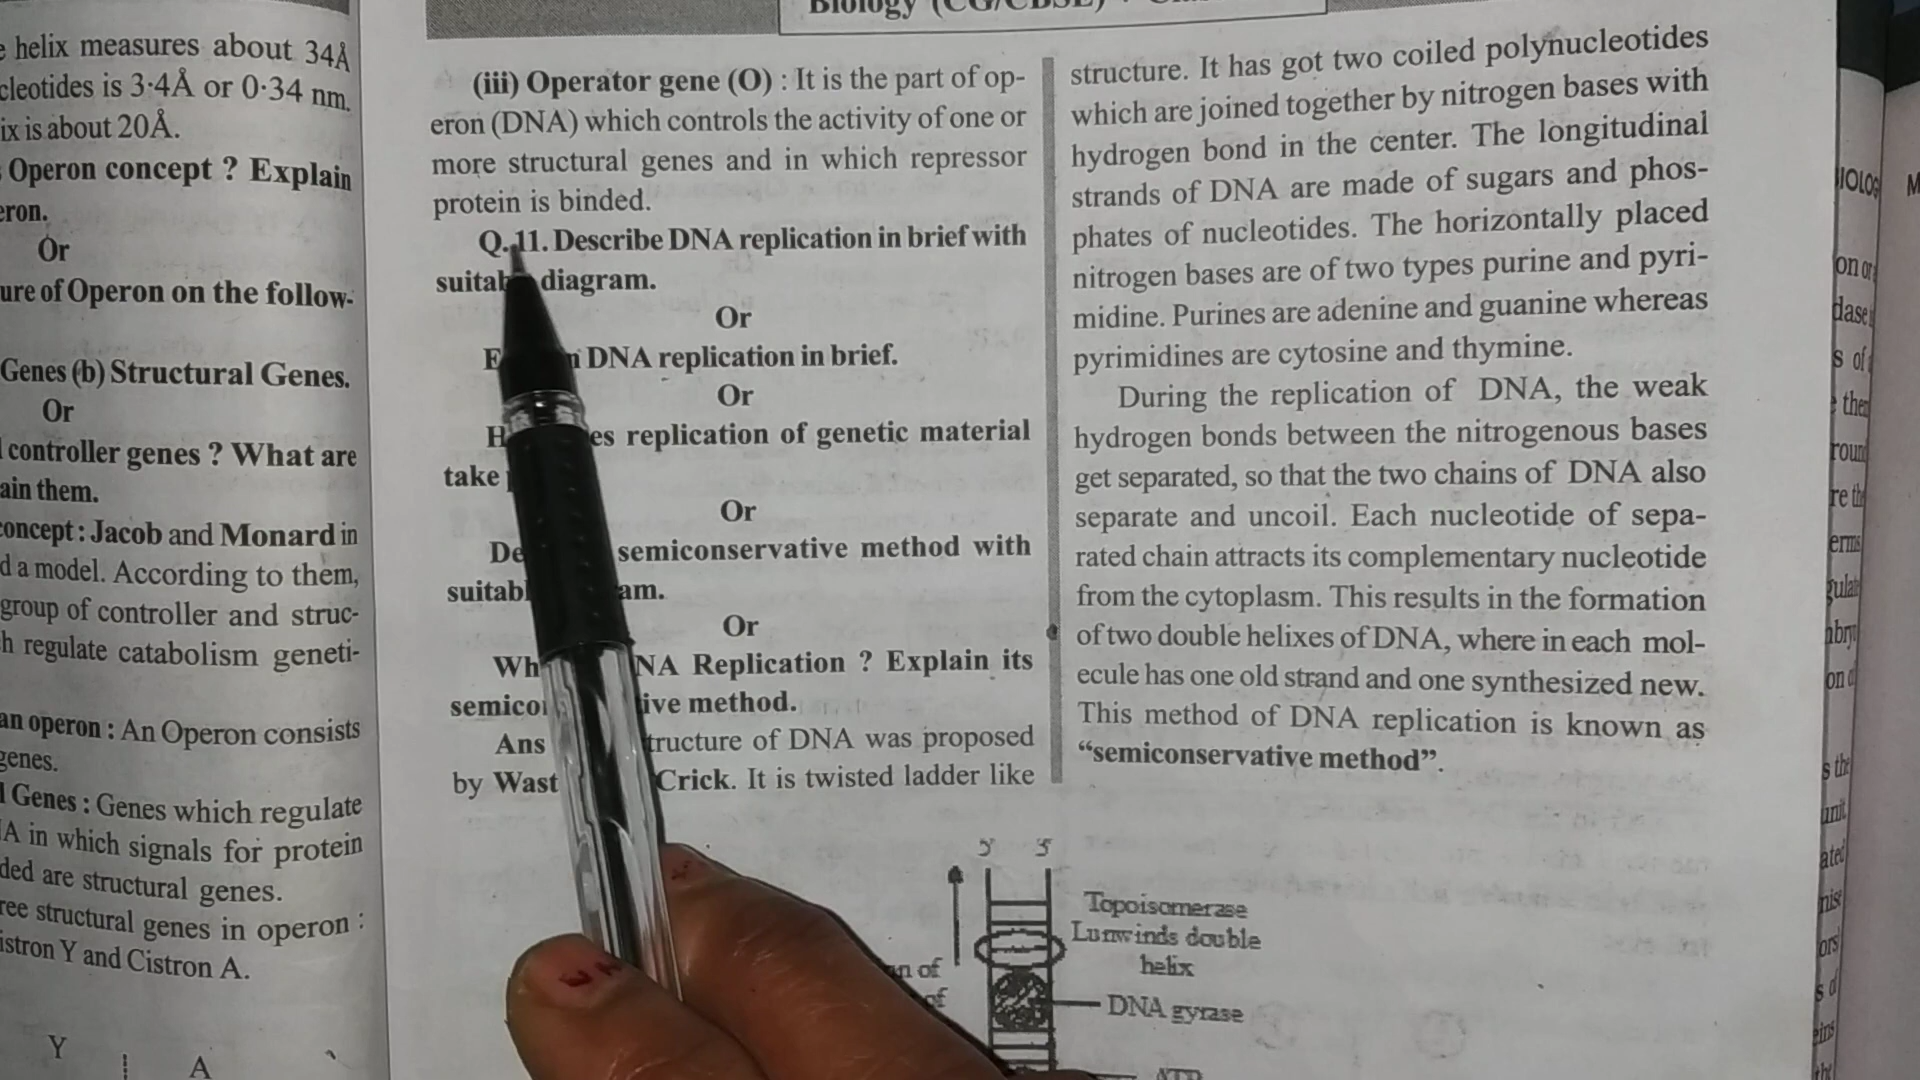 helix measures about 34Å
cleotides is 3·4Å or 0·34 nm.
ix is about 20Å.
Operon concept ? Explain
eron.
Or
ure of Operon on the follow-
Genes (b) Structural Genes.
Or
controller genes ? What are
ain them.
concept : Jacob and Monard in
d a model. According to them,
group of controller and struc-
h regulate catabolism geneti-
an operon : An Operon consists
genes.
l Genes : Genes which regulate
A in which signals for protein
ded are structural genes.
ree structural genes in operon :
istron Y and Cistron A.
Y
A
(iii) Operator gene (O) : It is the part of op-
eron (DNA) which controls the activity of one or
more structural genes and in which repressor
protein is binded.
Q. 11. Describe DNA replication in brief with
diagram.
Or
DNA replication in brief.
Or
replication of genetic material
take
Or
semiconservative method with
Or
Replication ? Explain its
method.
Ans structure of DNA was proposed
by Crick. It is twisted ladder like
structure. It has got two coiled polynucleotides
which are joined together by nitrogen bases with
hydrogen bond in the center. The longitudinal
strands of DNA are made of sugars and phos-
phates of nucleotides. The horizontally placed
nitrogen bases are of two types purine and pyri-
midine. Purines are adenine and guanine whereas
pyrimidines are cytosine and thymine.
During the replication of DNA, the weak
hydrogen bonds between the nitrogenous bases
get separated, so that the two chains of DNA also
separate and uncoil. Each nucleotide of sepa-
rated chain attracts its complementary nucleotide
from the cytoplasm. This results in the formation
of two double helixes of DNA, where in each mol-
ecule has one old strand and one synthesized new.
This method of DNA replication is known as
“semiconservative method”.
Topoisomerase
Lunwinds double
helix
of
of
DNA gyrase